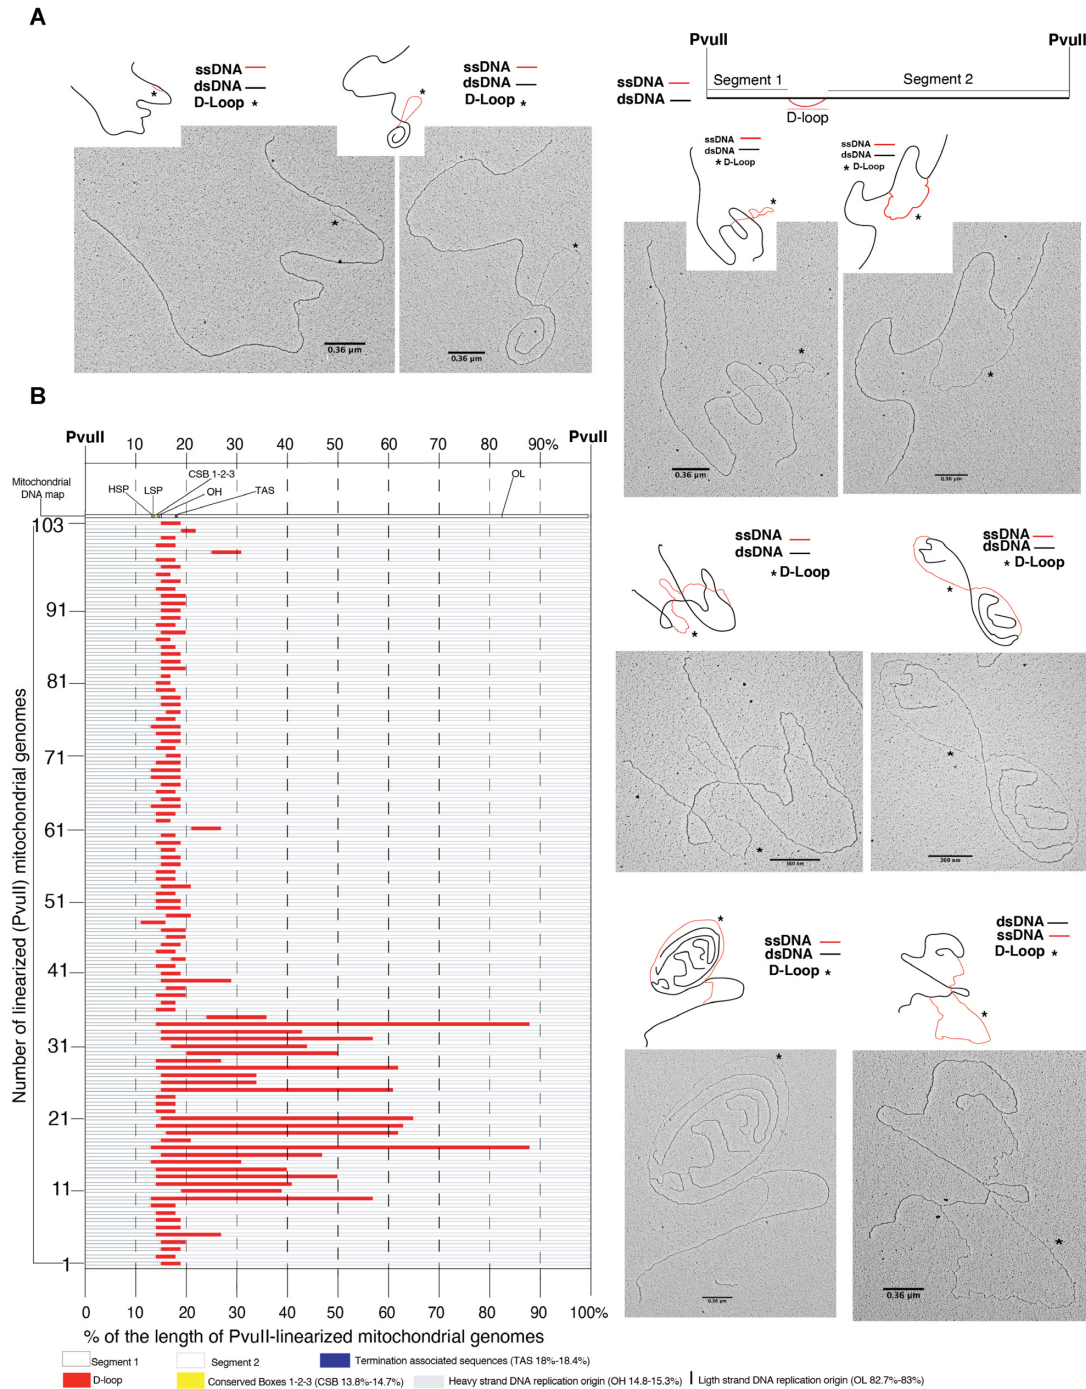 A
ssDNA
dsDNA
D-Loop *
*
ssDNA
dsDNA
D-Loop *
*
*
0.36 µm
*
0.36 µm
PvuII PvuII
ssDNA
dsDNA
Segment 1 Segment 2
D-loop
ssDNA
dsDNA
* D-Loop
*
ssDNA
dsDNA
* D-Loop
*
*
0.36 µm
*
0.36 µm
ssDNA
dsDNA
* D-Loop
*
ssDNA
dsDNA
* D-Loop
*
*
360 nm
*
360 nm
ssDNA
dsDNA
D-Loop *
*
dsDNA
ssDNA
D-Loop *
*
*
0.36 µm
*
0.36 µm
B
PvuII 10 20 30 40 50 60 70 80 90% PvuII
Mitochondrial
DNA map
HSP LSP CSB 1-2-3 OH TAS OL
Number of linearized (PvuII) mitochondrial genomes
103
91
81
71
61
51
41
31
21
11
1
0 10 20 30 40 50 60 70 80 90 100%
% of the length of PvuII-linearized mitochondrial genomes
Segment 1 Segment 2 Termination associated sequences (TAS 18%-18.4%)
D-loop Conserved Boxes 1-2-3 (CSB 13.8%-14.7%) Heavy strand DNA replication origin (OH 14.8-15.3%) Ligth strand DNA replication origin (OL 82.7%-83%)